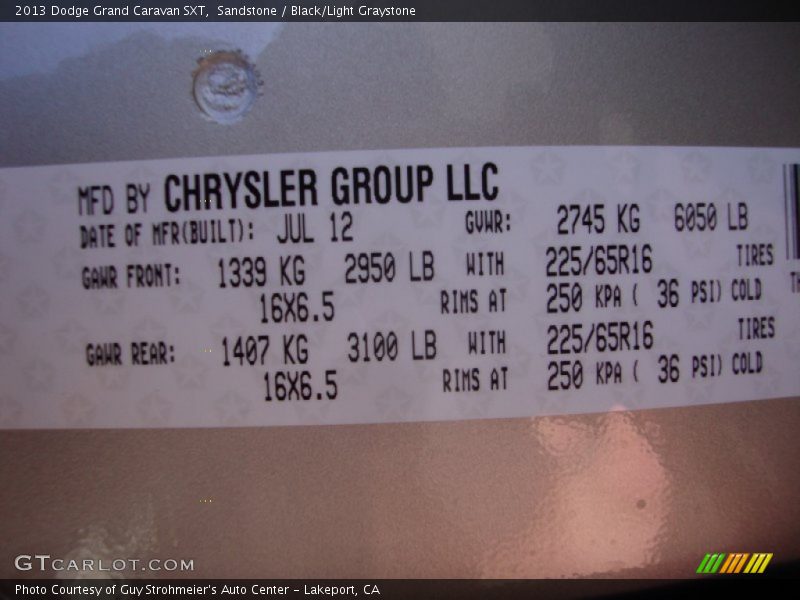 2013 Dodge Grand Caravan SXT,  Sandstone / Black/Light Graystone
MFD BY CHRYSLER GROUP LLC
DATE OF MFR(BUILT): JUL 12 GVWR: 2745 KG 6050 LB
GAWR FRONT: 1339 KG 2950 LB WITH 225/65R16 TIRES
16X6.5 RIMS AT 250 KPA ( 36 PSI) COLD
GAWR REAR: 1407 KG 3100 LB WITH 225/65R16 TIRES
16X6.5 RIMS AT 250 KPA ( 36 PSI) COLD
GTCARLOT.COM
Photo Courtesy of Guy Strohmeier's Auto Center – Lakeport, CA